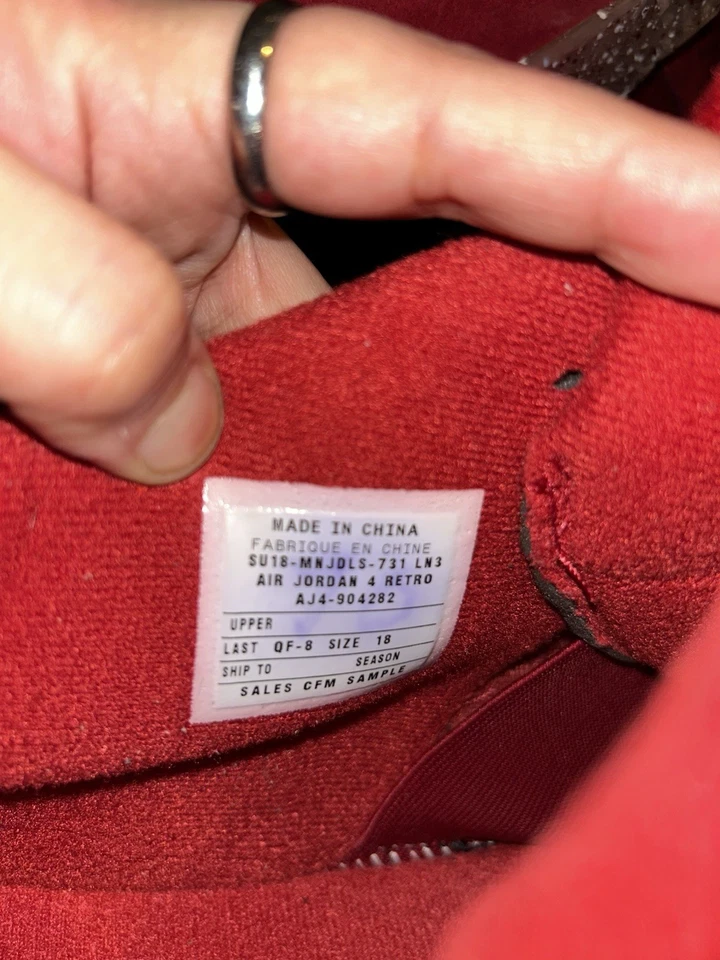 MADE IN CHINA
FABRIQUE EN CHINE
SU18-MNJDLS-731 LN3
AIR JORDAN 4 RETRO
AJ4-904282
UPPER
LAST QF-8 SIZE 18
SHIP TO SEASON
SALES CFM SAMPLE